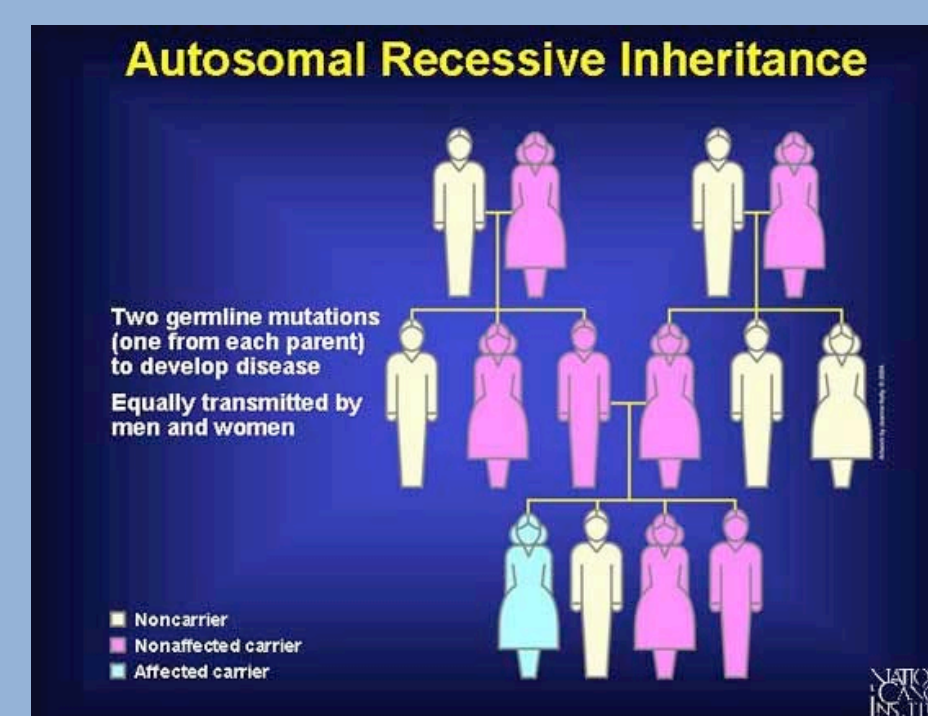 Autosomal Recessive Inheritance
Two germline mutations
(one from each parent)
to develop disease
Equally transmitted by
men and women
Noncarrier
Nonaffected carrier
Affected carrier